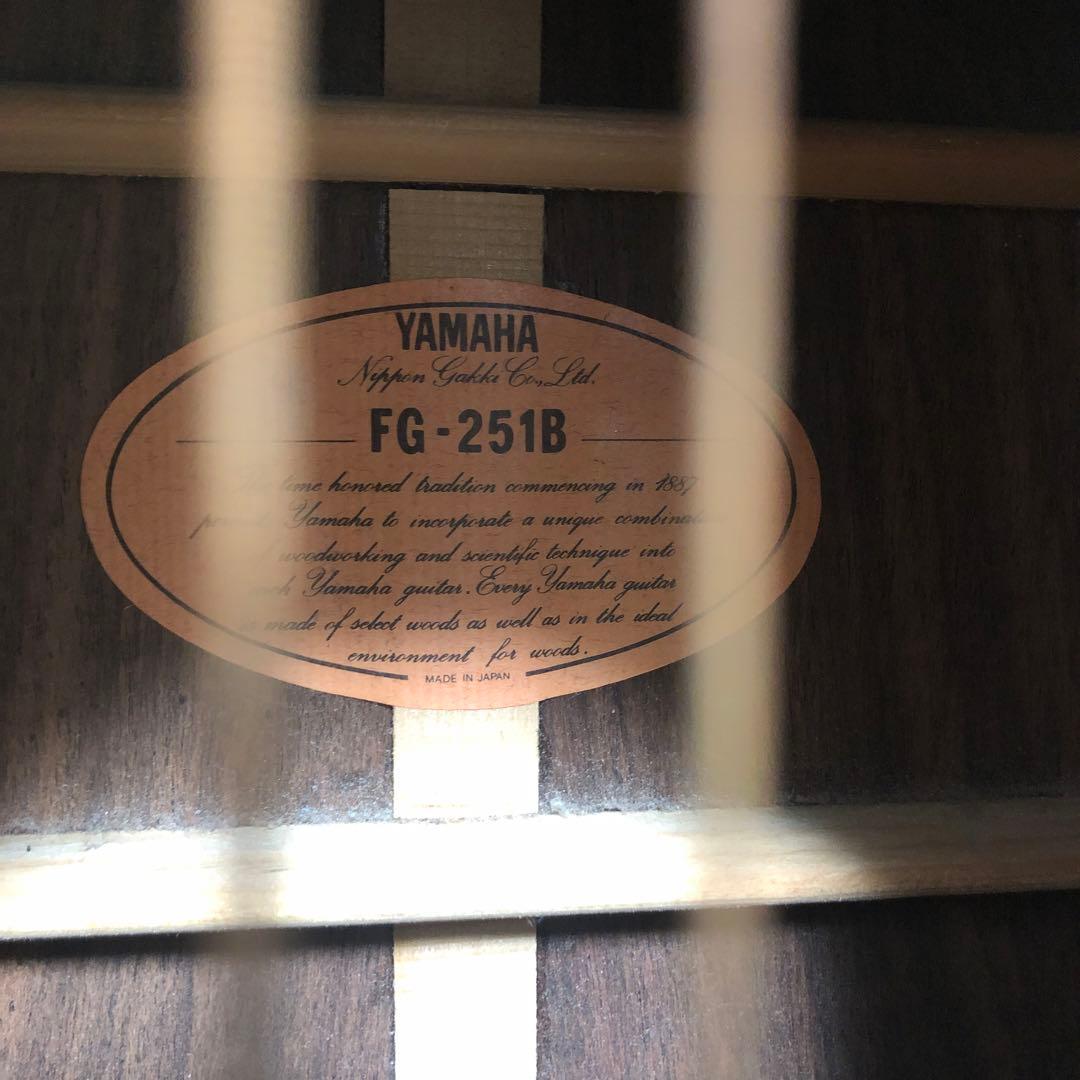 YAMAHA
Nippon Gakki Co., Ltd.
FG-251B
time honored tradition commencing in 1887
Yamaha to incorporate a unique
woodworking and scientific technique into
Yamaha guitar. Every Yamaha guitar
made of select woods as well as in the ideal
environment for woods.
MADE IN JAPAN